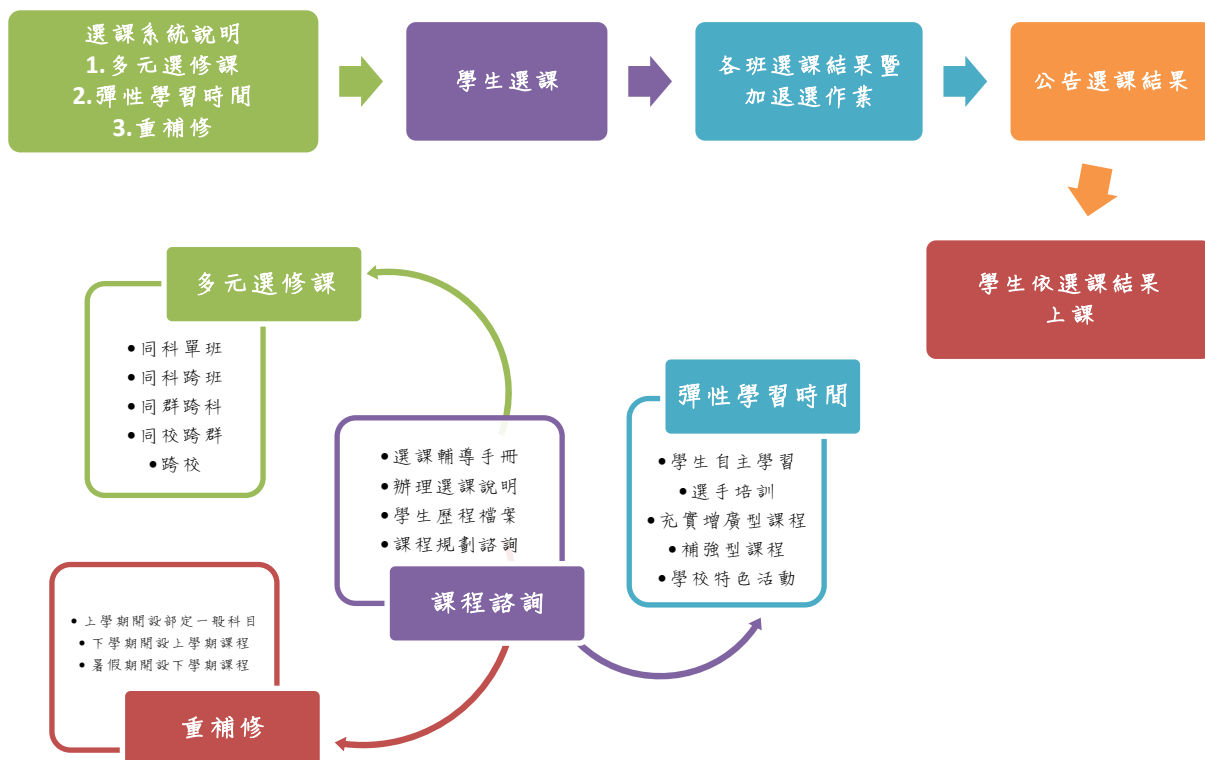 選課系統說明
1.多元選修課
2.彈性學習時間
3.重補修
學生選課
各班選課結果暨
加退選作業
公告選課結果
學生依選課結果
上課
多元選修課
•同科單班
•同科跨班
•同群跨科
•同校跨群
•跨校
•選課輔導手冊
•辦理選課說明
•學生歷程檔案
•課程規劃諮詢
課程諮詢
彈性學習時間
•學生自主學習
•選手培訓
•充實增廣型課程
•補強型課程
•學校特色活動
•上學期開設部定一般科目
•下學期開設上學期課程
•暑假期開設下學期課程
重補修